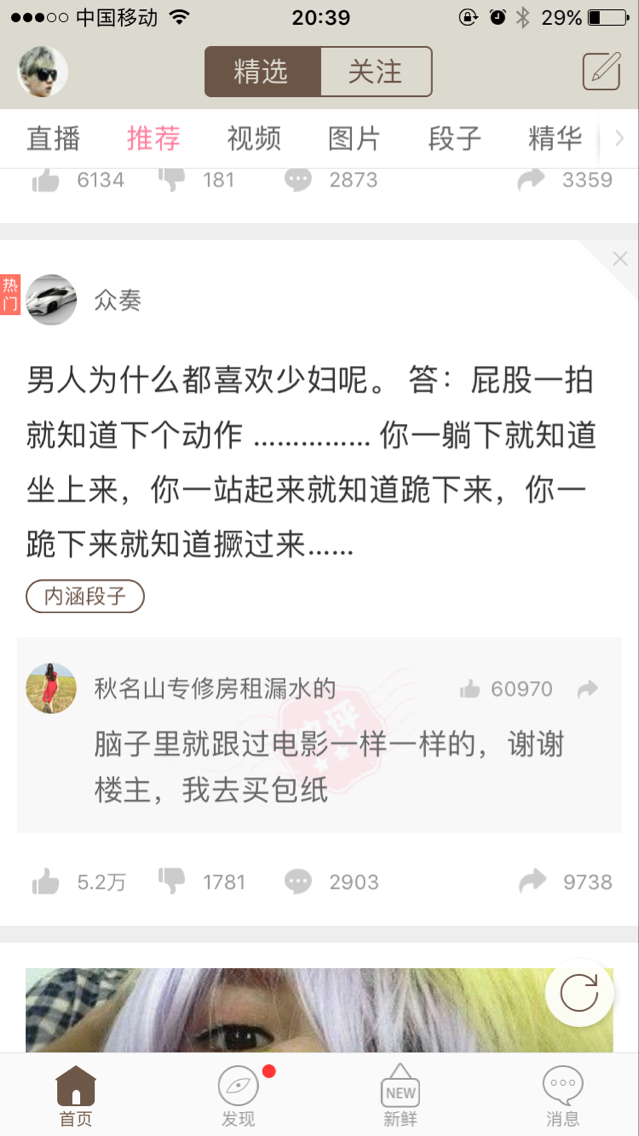 中国移动 20:39 29%
精选 关注
直播 推荐 视频 图片 段子 精华
6134 181 2873 3359
热门
众奏
男人为什么都喜欢少妇呢。 答：屁股一拍
就知道下个动作 …………… 你一躺下就知道
坐上来，你一站起来就知道跪下来，你一
跪下来就知道撅过来……
内涵段子
秋名山专修房租漏水的 60970
脑子里就跟过电影一样一样的，谢谢
楼主，我去买包纸
5.2万 1781 2903 9738
NEW
首页 发现 新鲜 消息